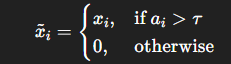 x̃ᵢ = { xᵢ, if aᵢ > τ
0, otherwise